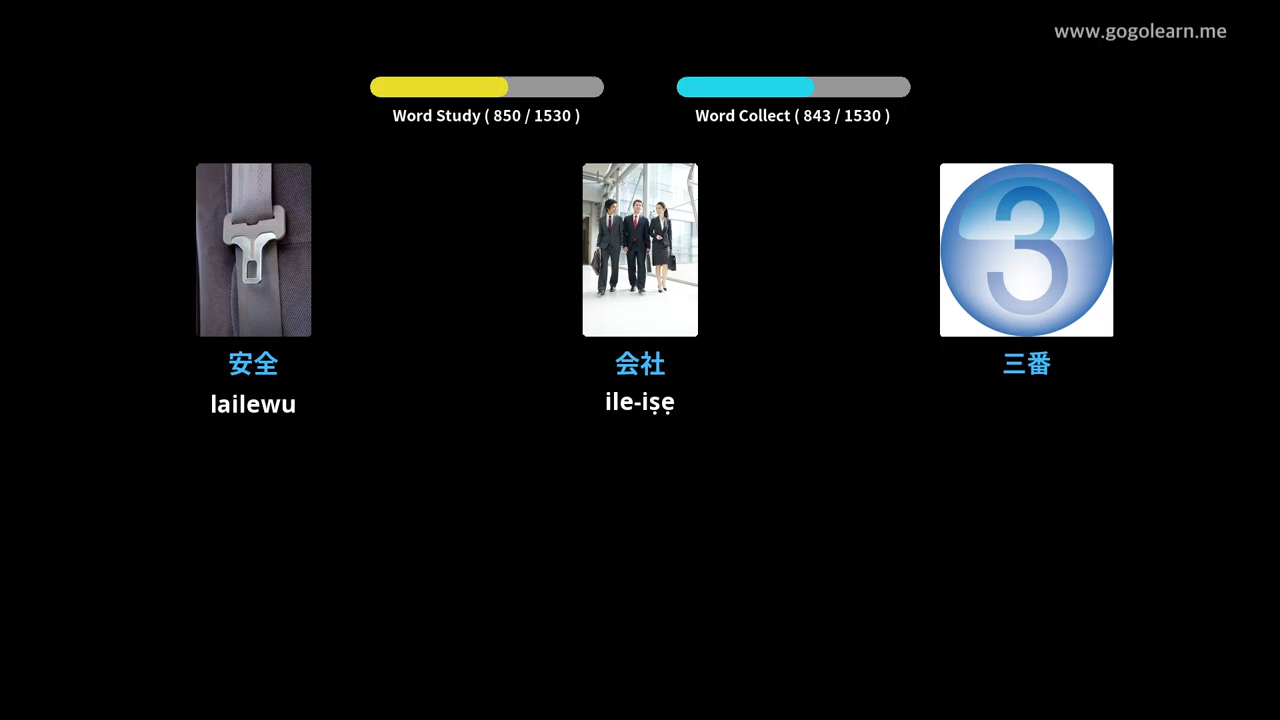 www.gogolearn.me
Word Study ( 850 / 1530 )
Word Collect ( 843 / 1530 )
3
安全
会社
三番
lailewu
ile-iṣẹ